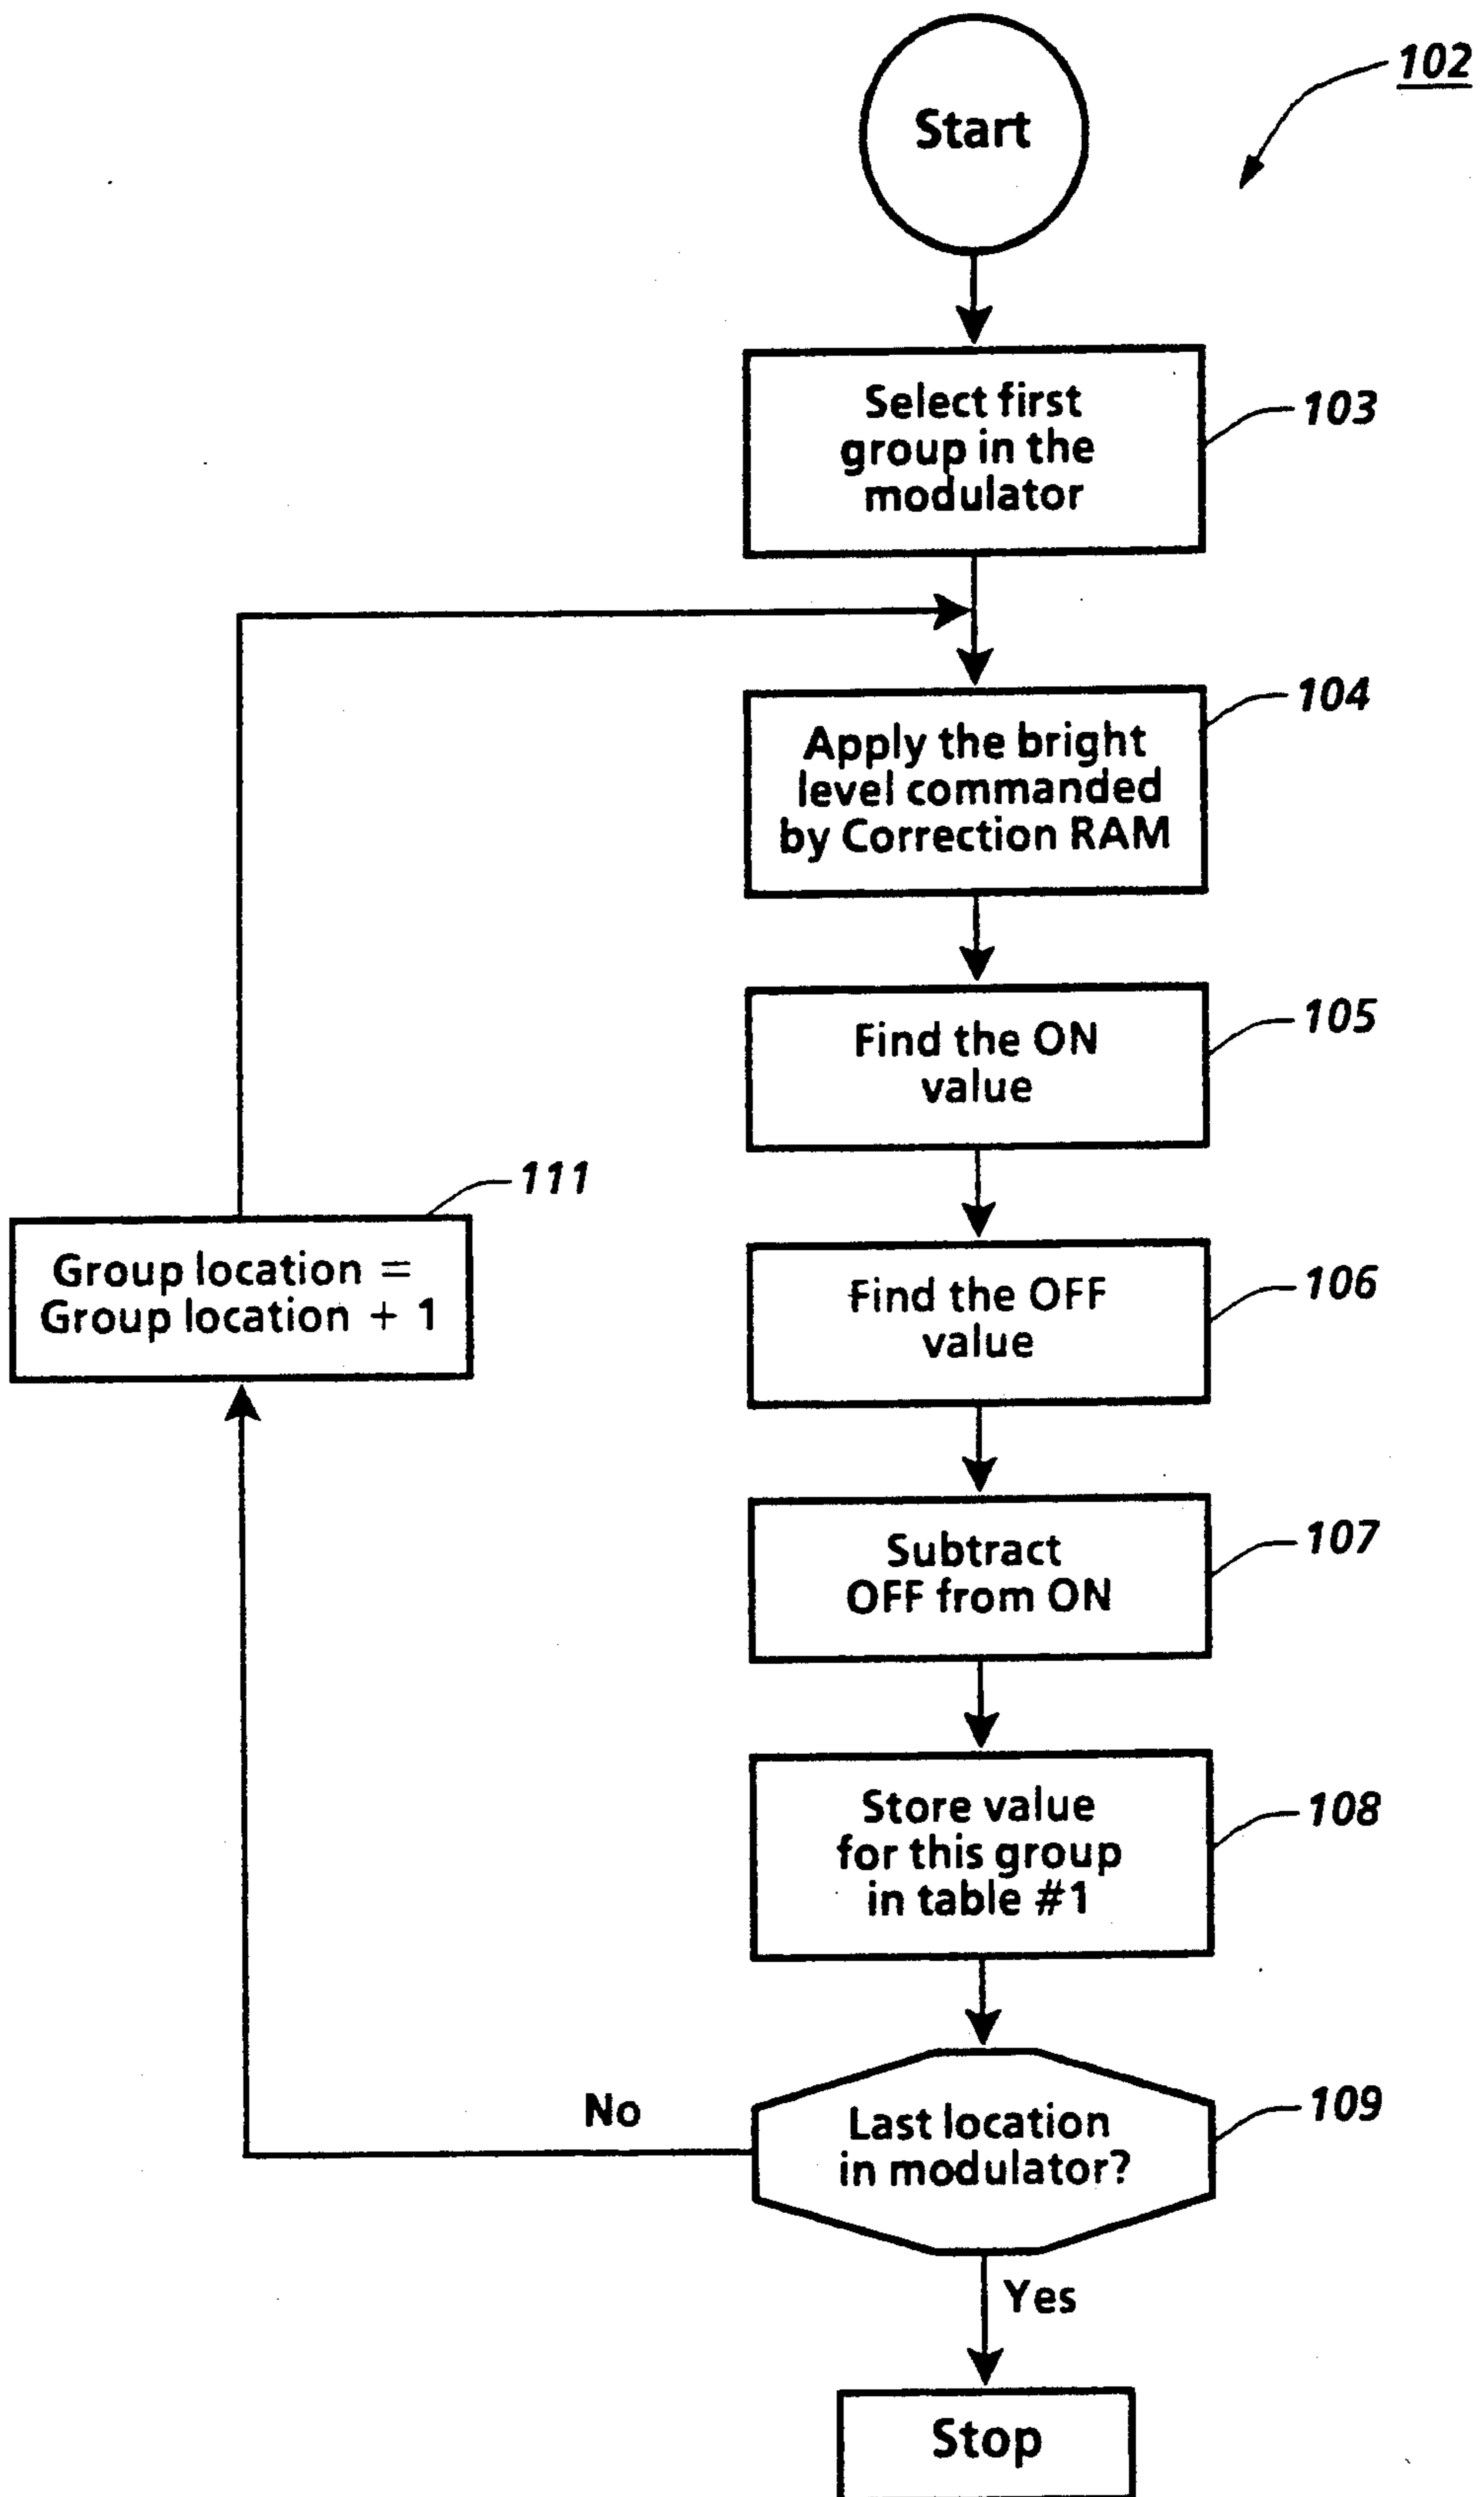 Start
102
Select first
group in the
modulator
103
Apply the bright
level commanded
by Correction RAM
104
Find the ON
value
105
111
Group location =
Group location + 1
Find the OFF
value
106
Subtract
OFF from ON
107
Store value
for this group
in table #1
108
No
Last location
in modulator?
109
Yes
Stop